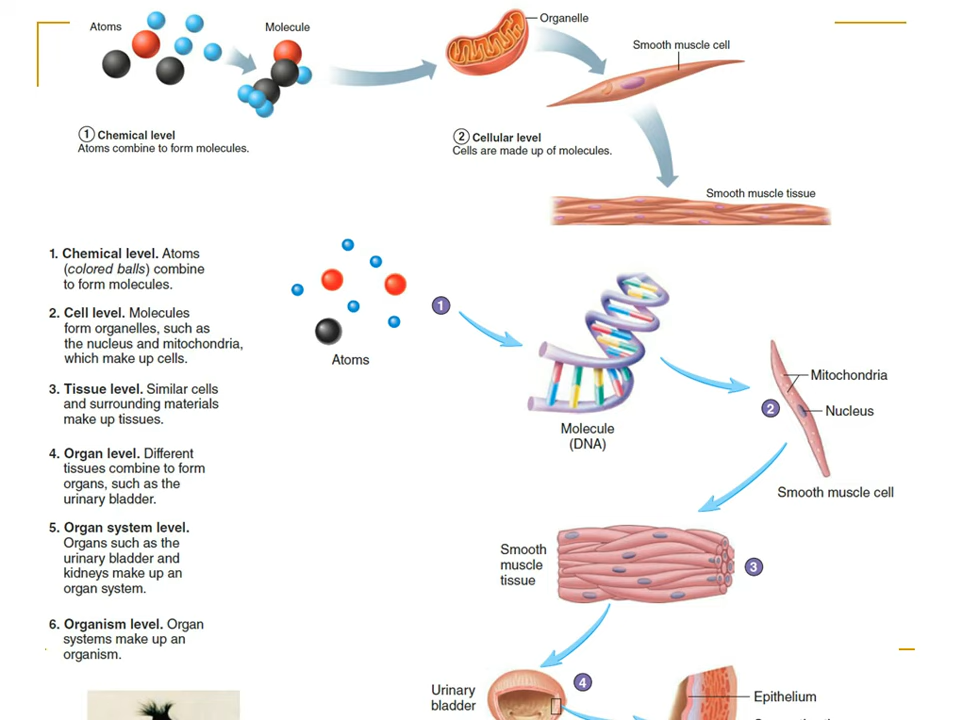 Atoms
Molecule
Organelle
Smooth muscle cell
1 Chemical level
Atoms combine to form molecules.
2 Cellular level
Cells are made up of molecules.
Smooth muscle tissue
1. Chemical level. Atoms
(colored balls) combine
to form molecules.
2. Cell level. Molecules
form organelles, such as
the nucleus and mitochondria,
which make up cells.
3. Tissue level. Similar cells
and surrounding materials
make up tissues.
4. Organ level. Different
tissues combine to form
organs, such as the
urinary bladder.
5. Organ system level.
Organs such as the
urinary bladder and
kidneys make up an
organ system.
6. Organism level. Organ
systems make up an
organism.
1
Atoms
Molecule
(DNA)
Mitochondria
2
Nucleus
Smooth muscle cell
Smooth
muscle
tissue
3
4
Urinary
bladder
Epithelium